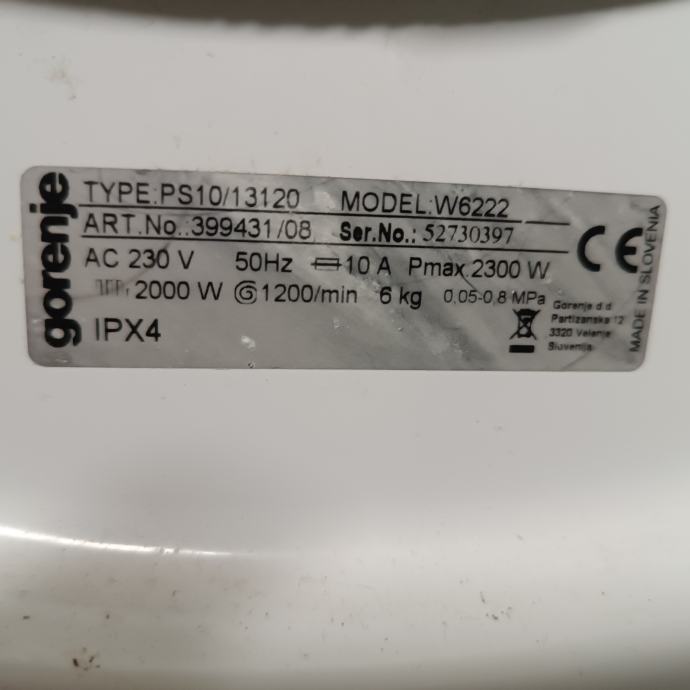 gorenje
TYPE:PS10/13120 MODEL:W6222
ART.No.:399431/08 Ser.No.: 52730397
AC 230 V 50Hz 10 A Pmax.2300 W
2000 W 1200/min 6 kg 0,05-0,8 MPa
IPX4
Gorenje d.d.
Partizanska 12
3320 Velenje
Slovenija
CE
MADE IN SLOVENIA